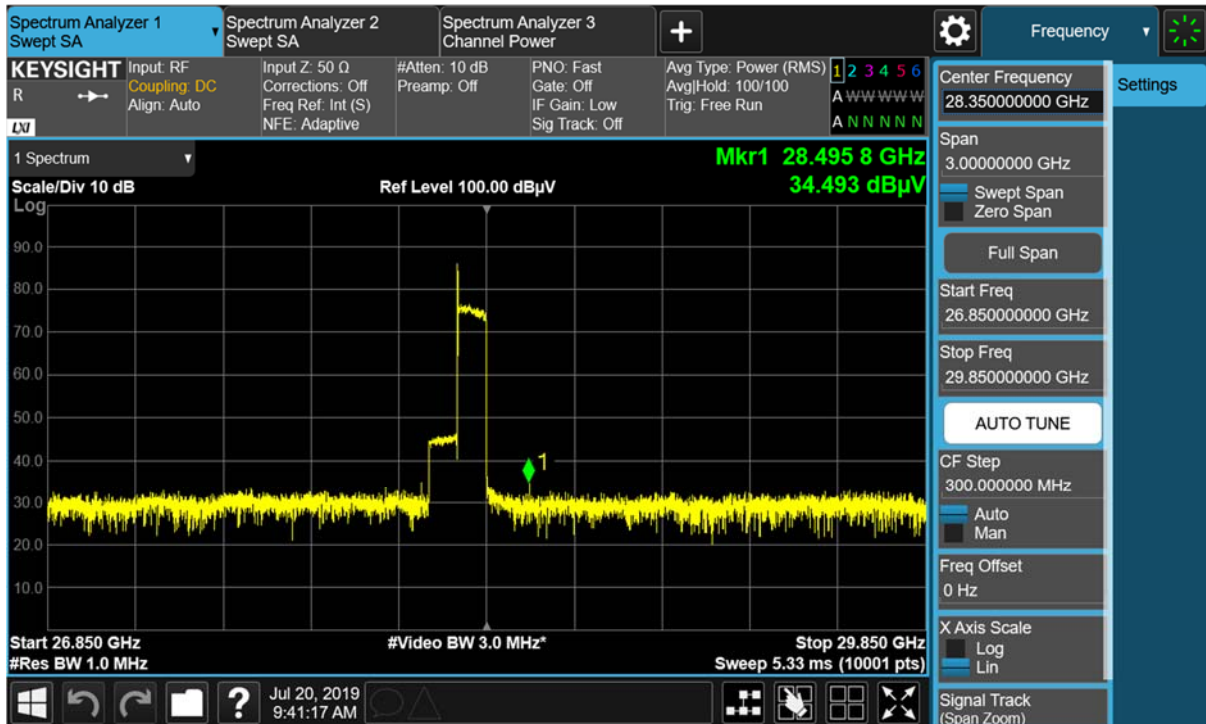 Spectrum Analyzer 1
Swept SA
Spectrum Analyzer 2
Swept SA
Spectrum Analyzer 3
Channel Power
Frequency
KEYSIGHT
R
LXI
Input: RF
Coupling: DC
Align: Auto
Input Z: 50 Ω
Corrections: Off
Freq Ref: Int (S)
NFE: Adaptive
#Atten: 10 dB
Preamp: Off
PNO: Fast
Gate: Off
IF Gain: Low
Sig Track: Off
Avg Type: Power (RMS)
Avg|Hold: 100/100
Trig: Free Run
1 2 3 4 5 6
A W W W W W
A N N N N N
1 Spectrum
Mkr1 28.495 8 GHz
Scale/Div 10 dB
Ref Level 100.00 dBµV
34.493 dBµV
Log
90.0
80.0
70.0
60.0
50.0
40.0
30.0
20.0
10.0
1
Start 26.850 GHz
#Video BW 3.0 MHz*
Stop 29.850 GHz
#Res BW 1.0 MHz
Sweep 5.33 ms (10001 pts)
Center Frequency
28.350000000 GHz
Settings
Span
3.00000000 GHz
Swept Span
Zero Span
Full Span
Start Freq
26.850000000 GHz
Stop Freq
29.850000000 GHz
AUTO TUNE
CF Step
300.000000 MHz
Auto
Man
Freq Offset
0 Hz
X Axis Scale
Log
Lin
Signal Track
(Span Zoom)
?
Jul 20, 2019
9:41:17 AM